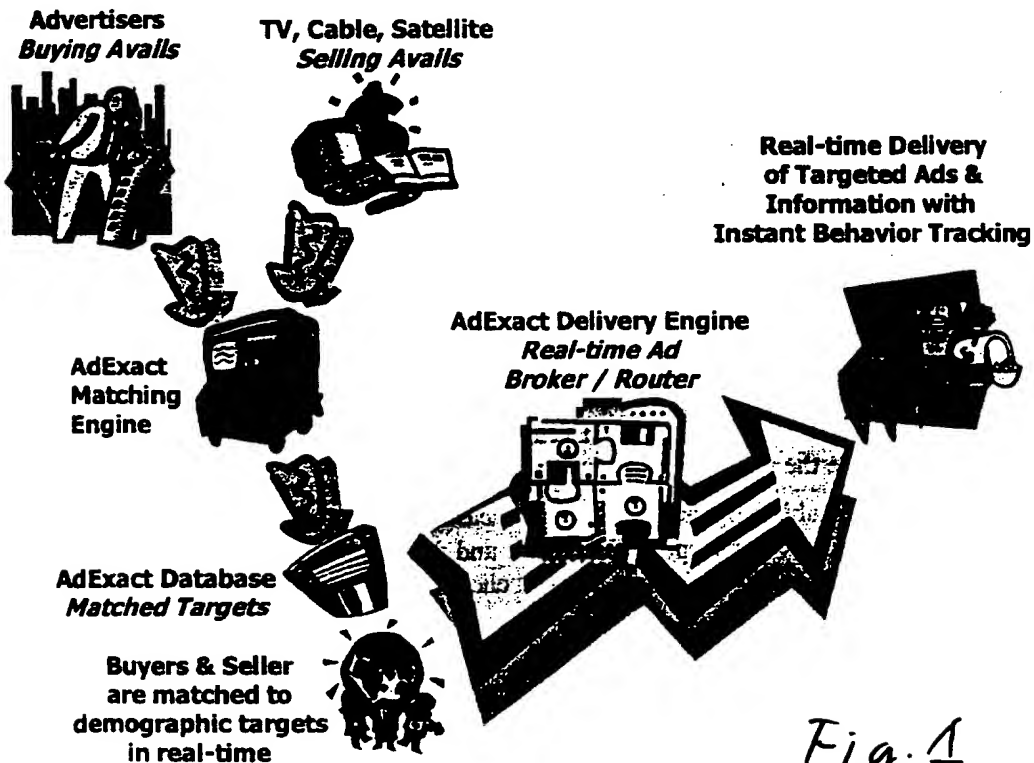 Advertisers
Buying Avails
TV, Cable, Satellite
Selling Avails
Real-time Delivery
of Targeted Ads &
Information with
Instant Behavior Tracking
AdExact Delivery Engine
Real-time Ad
Broker / Router
AdExact
Matching
Engine
AdExact Database
Matched Targets
Buyers & Seller
are matched to
demographic targets
in real-time
Fig. 1